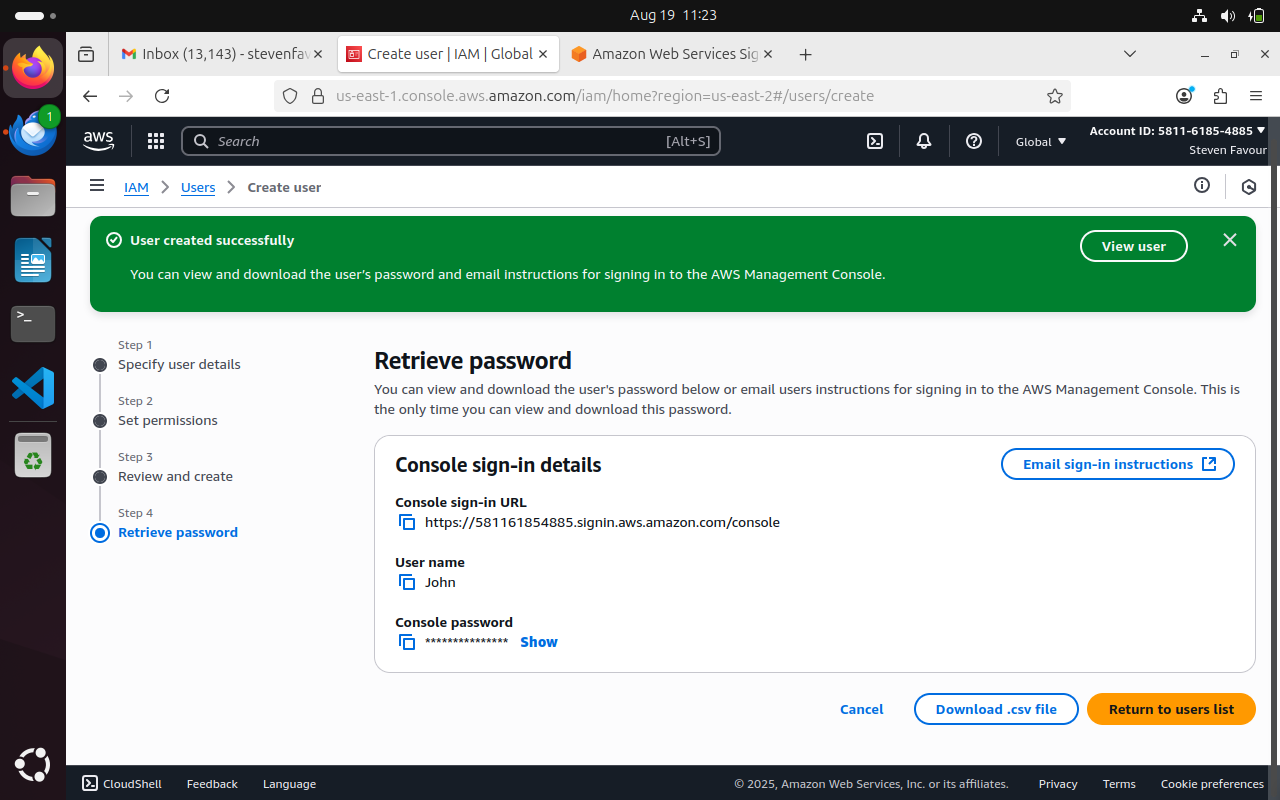 Aug 19 11:23
Inbox (13,143) - stevenfav
Create user | IAM | Global
Amazon Web Services Sig
us-east-1.console.aws.amazon.com/iam/home?region=us-east-2#/users/create
1
aws
Search
[Alt+S]
Global
Account ID: 5811-6185-4885
Steven Favour
IAM
Users
Create user
User created successfully
You can view and download the user's password and email instructions for signing in to the AWS Management Console.
View user
Step 1
Specify user details
Step 2
Set permissions
Step 3
Review and create
Step 4
Retrieve password
Retrieve password
You can view and download the user's password below or email users instructions for signing in to the AWS Management Console. This is
the only time you can view and download this password.
Console sign-in details
Email sign-in instructions
Console sign-in URL
https://581161854885.signin.aws.amazon.com/console
User name
John
Console password
*************** Show
Cancel
Download .csv file
Return to users list
CloudShell
Feedback
Language
© 2025, Amazon Web Services, Inc. or its affiliates.
Privacy
Terms
Cookie preferences